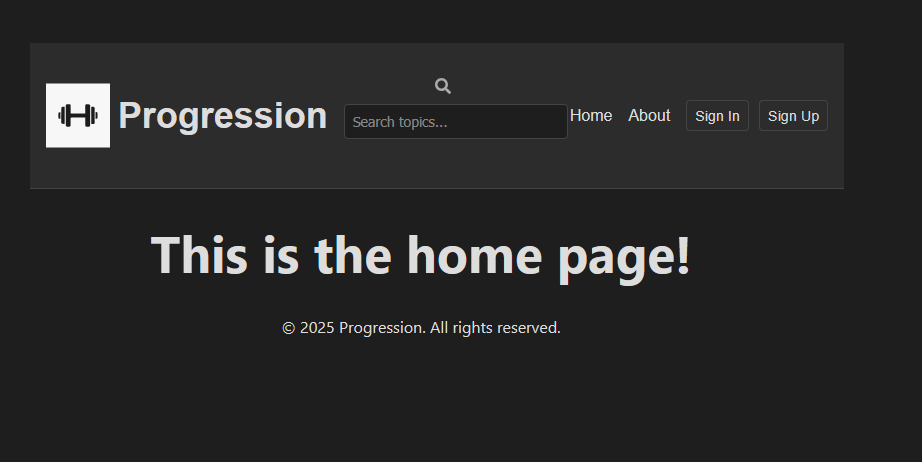 Progression
Search topics...
Home
About
Sign In
Sign Up
This is the home page!
© 2025 Progression. All rights reserved.